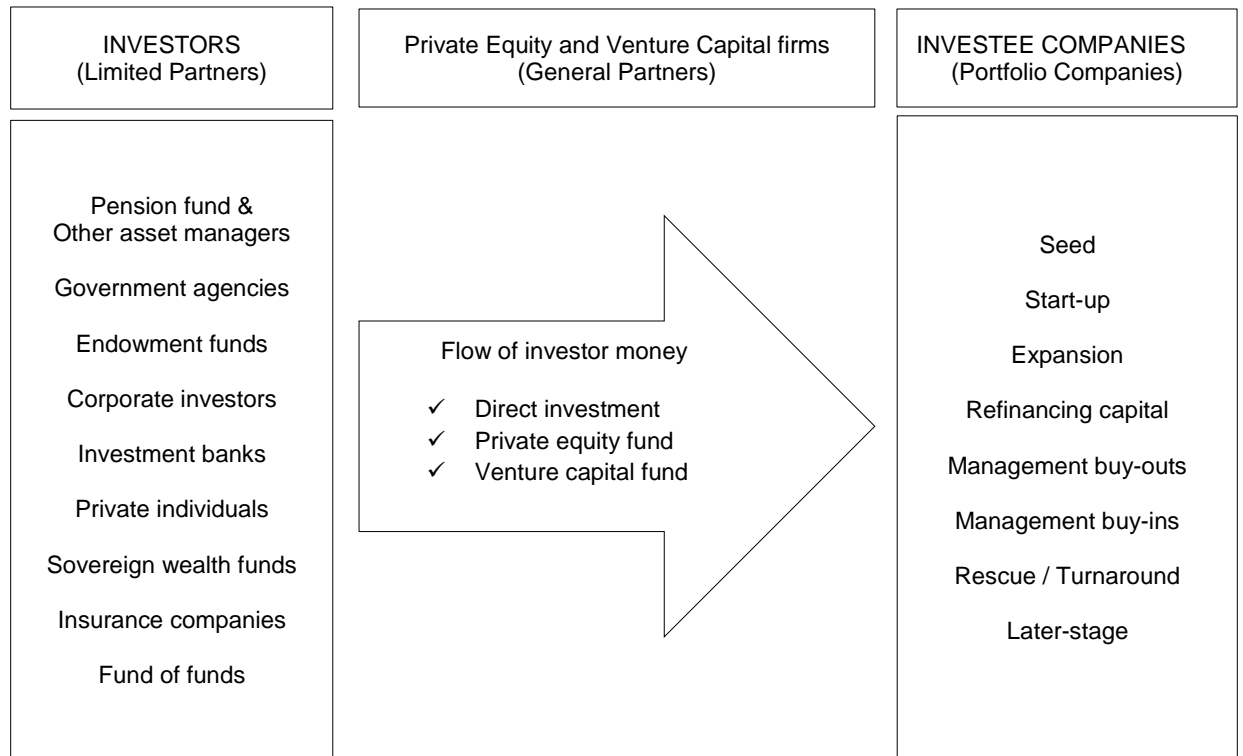 INVESTORS
(Limited Partners)
Private Equity and Venture Capital firms
(General Partners)
INVESTEE COMPANIES
(Portfolio Companies)
Pension fund &
Other asset managers
Government agencies
Endowment funds
Corporate investors
Investment banks
Private individuals
Sovereign wealth funds
Insurance companies
Fund of funds
Flow of investor money
✓ Direct investment
✓ Private equity fund
✓ Venture capital fund
Seed
Start-up
Expansion
Refinancing capital
Management buy-outs
Management buy-ins
Rescue / Turnaround
Later-stage